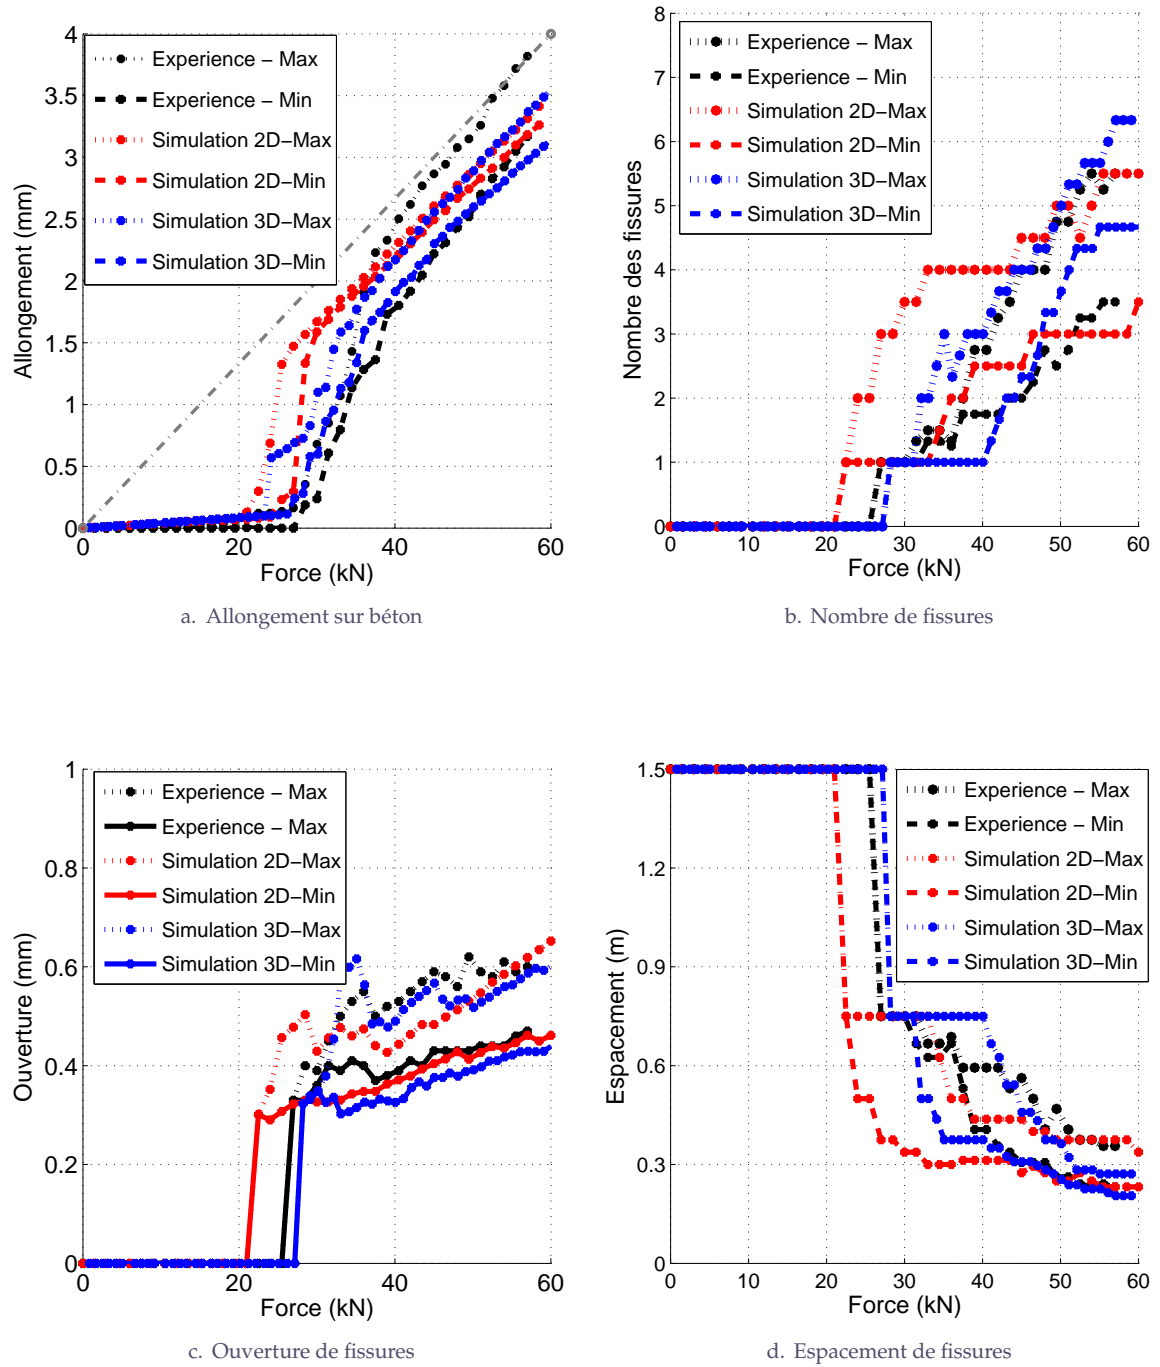 4
3.5
3
2.5
2
1.5
1
0.5
0
0
20
40
60
Allongement (mm)
Force (kN)
Experience − Max
Experience − Min
Simulation 2D−Max
Simulation 2D−Min
Simulation 3D−Max
Simulation 3D−Min
a. Allongement sur béton
8
7
6
5
4
3
2
1
0
0
10
20
30
40
50
60
Nombre des fissures
Force (kN)
Experience − Max
Experience − Min
Simulation 2D−Max
Simulation 2D−Min
Simulation 3D−Max
Simulation 3D−Min
b. Nombre de fissures
1
0.8
0.6
0.4
0.2
0
0
20
40
60
Ouverture (mm)
Force (kN)
Experience − Max
Experience − Max
Simulation 2D−Max
Simulation 2D−Min
Simulation 3D−Max
Simulation 3D−Min
c. Ouverture de fissures
1.5
1.2
0.9
0.6
0.3
0
0
10
20
30
40
50
60
Espacement (m)
Force (kN)
Experience − Max
Experience − Min
Simulation 2D−Max
Simulation 2D−Min
Simulation 3D−Max
Simulation 3D−Min
d. Espacement de fissures